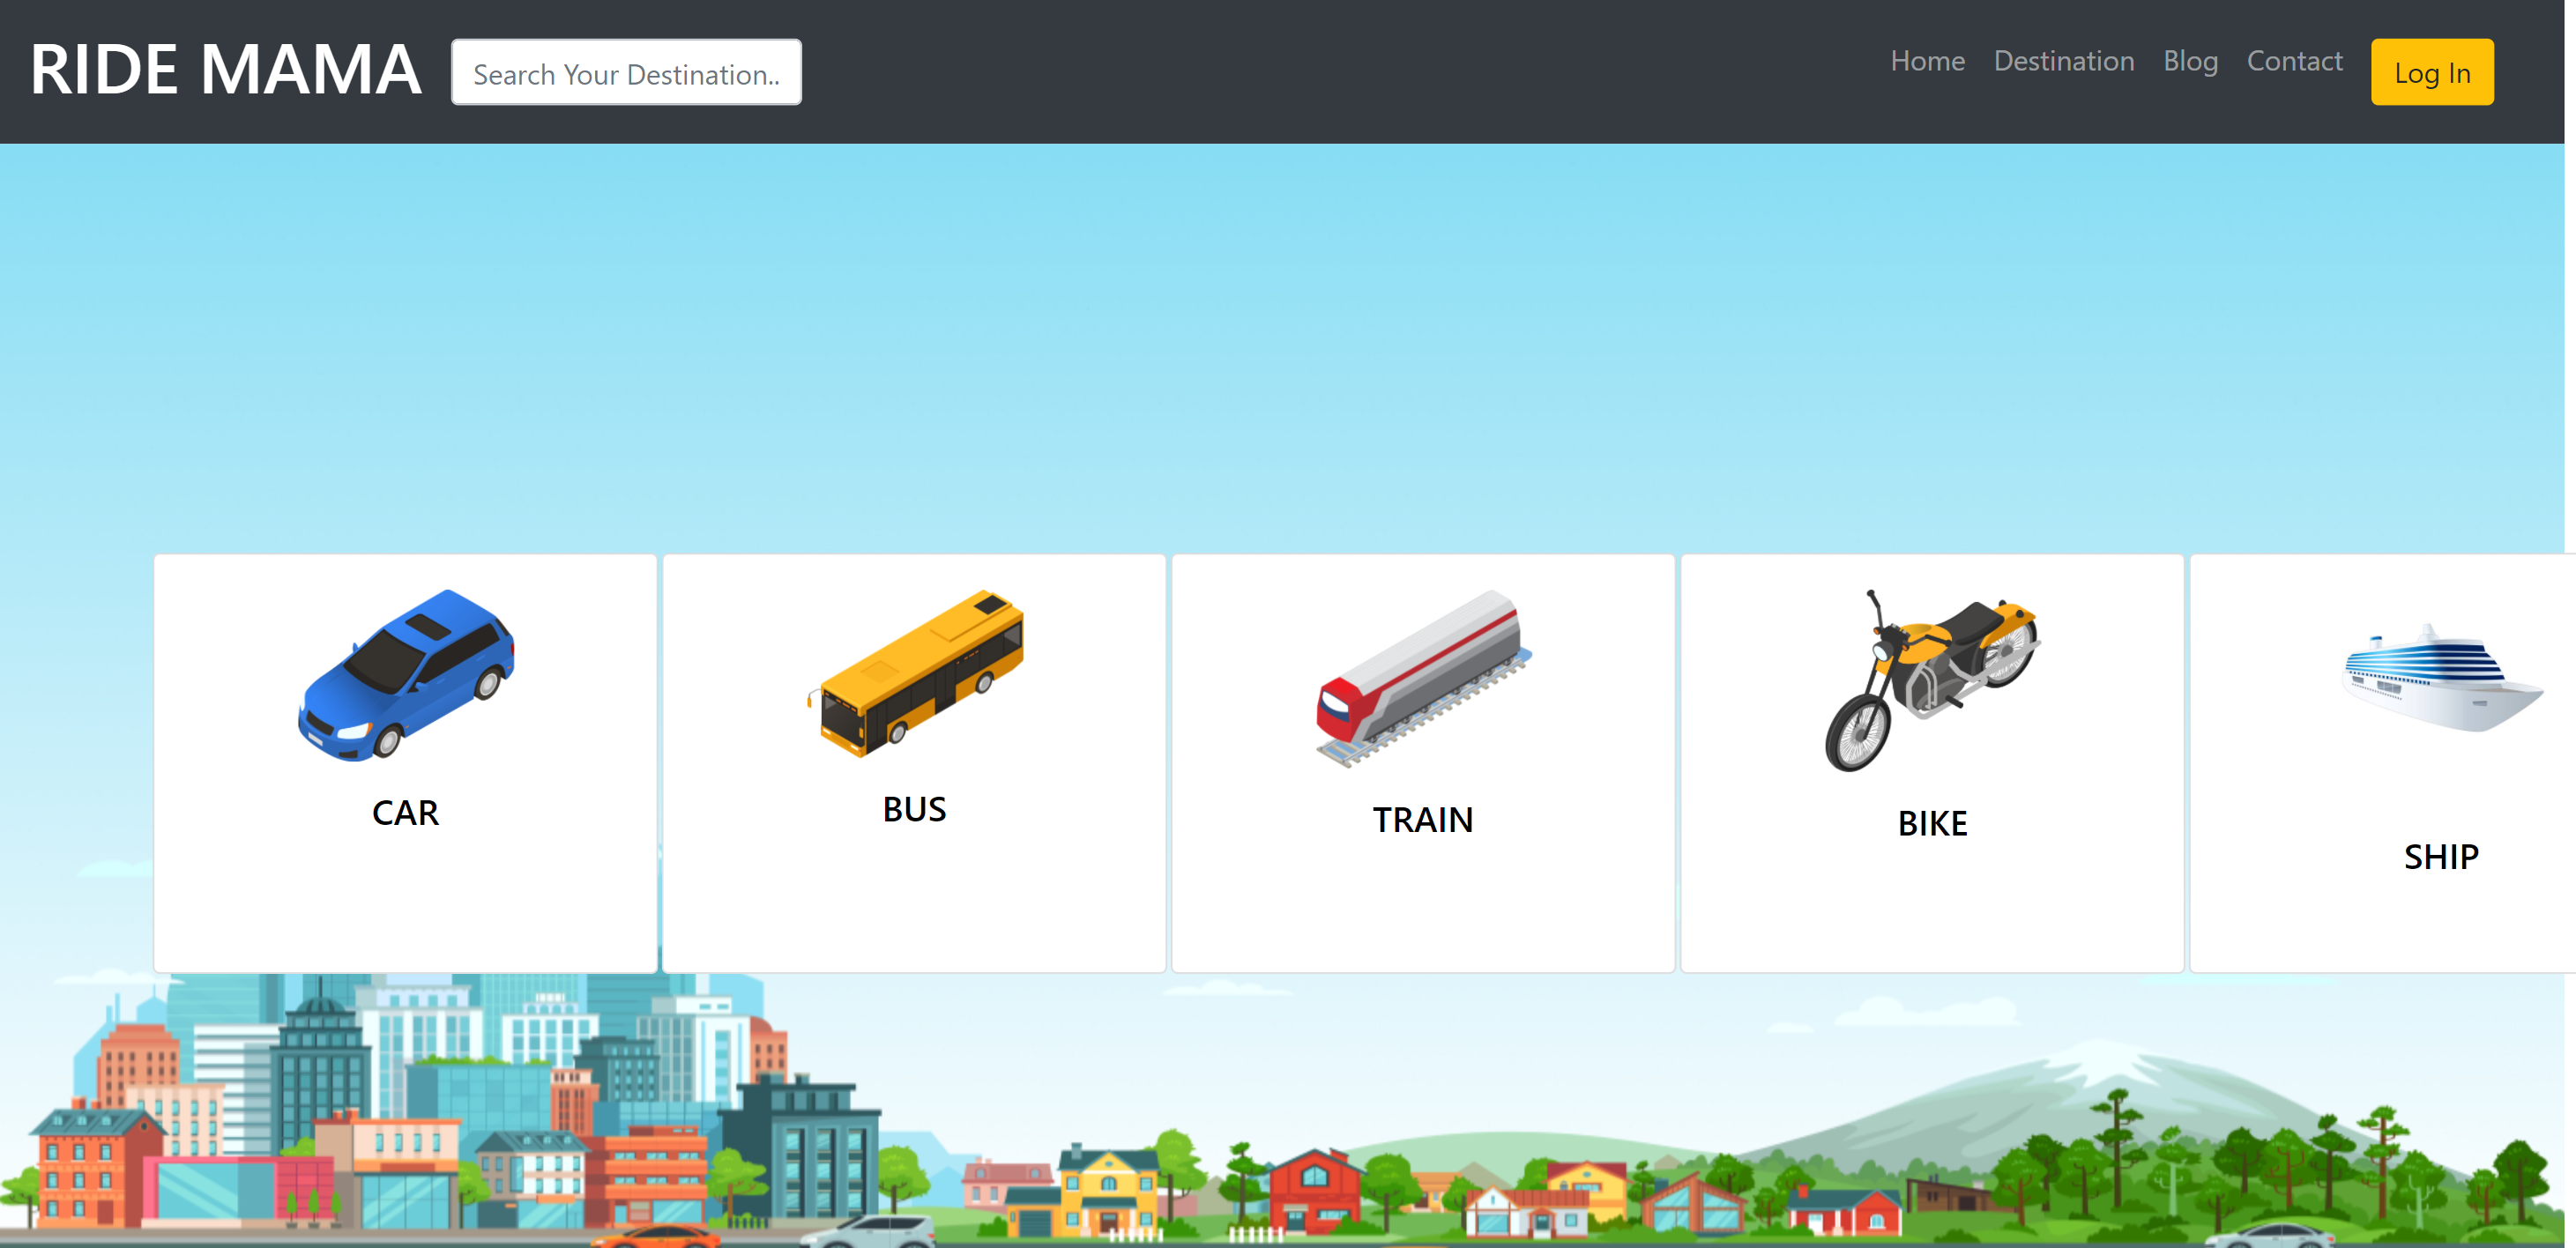 RIDE MAMA
Search Your Destination..
Home Destination Blog Contact Log In
CAR
BUS
TRAIN
BIKE
SHIP